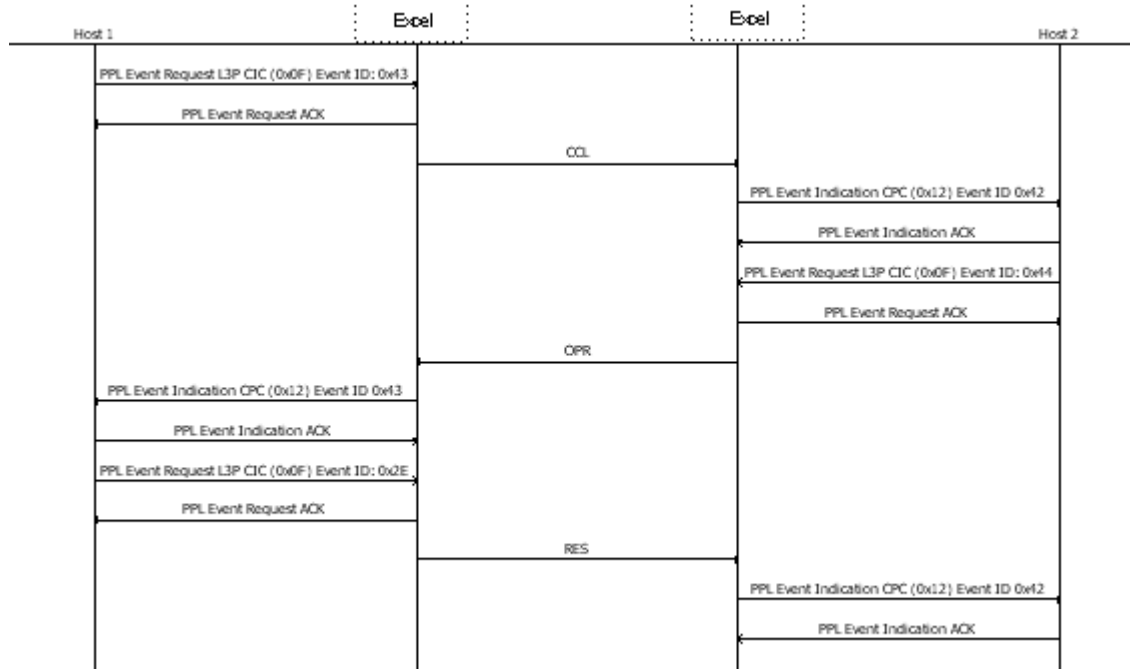 Excel
Excel
Host 1
Host 2
PPL Event Request L3P CIC (0x0F) Event ID: 0x43
PPL Event Request ACK
CCL
PPL Event Indication CPC (0x12) Event ID 0x42
PPL Event Indication ACK
PPL Event Request L3P CIC (0x0F) Event ID: 0x44
PPL Event Request ACK
OPR
PPL Event Indication CPC (0x12) Event ID 0x43
PPL Event Indication ACK
PPL Event Request L3P CIC (0x0F) Event ID: 0x2E
PPL Event Request ACK
RES
PPL Event Indication CPC (0x12) Event ID 0x42
PPL Event Indication ACK